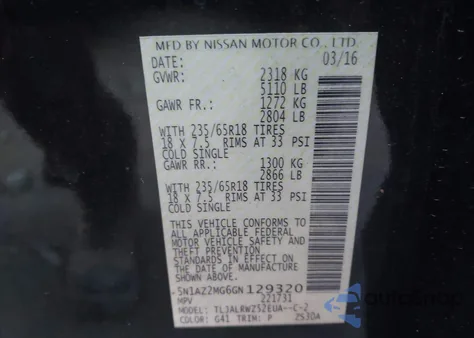 MFD BY NISSAN MOTOR CO., LTD.
DATE: 03/16
GVWR: 2318 KG
5110 LB
GAWR FR.: 1272 KG
2804 LB
WITH 235/65R18 TIRES
18 X 7.5 RIMS AT 33 PSI
COLD SINGLE
GAWR RR.: 1300 KG
2866 LB
WITH 235/65R18 TIRES
18 X 7.5 RIMS AT 33 PSI
COLD SINGLE
THIS VEHICLE CONFORMS TO
ALL APPLICABLE FEDERAL
MOTOR VEHICLE SAFETY AND
THEFT PREVENTION
STANDARDS IN EFFECT ON THE
DATE OF MANUFACTURE
5N1AZ2MG6GN129320
MPV 221731
MODEL: TLJALRWZ52EUA--C-2
COLOR: G41 TRIM: P ZS3DA